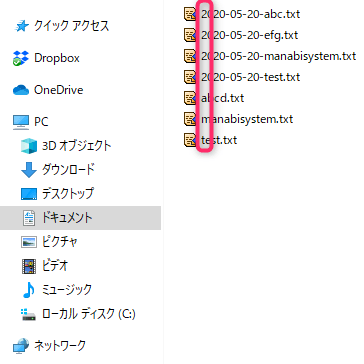 クイック アクセス
Dropbox
OneDrive
PC
3D オブジェクト
ダウンロード
デスクトップ
ドキュメント
ピクチャ
ビデオ
ミュージック
ローカル ディスク (C:)
ネットワーク
2020-05-20-abc.txt
2020-05-20-efg.txt
2020-05-20-manabisystem.txt
2020-05-20-test.txt
abcd.txt
manabisystem.txt
test.txt